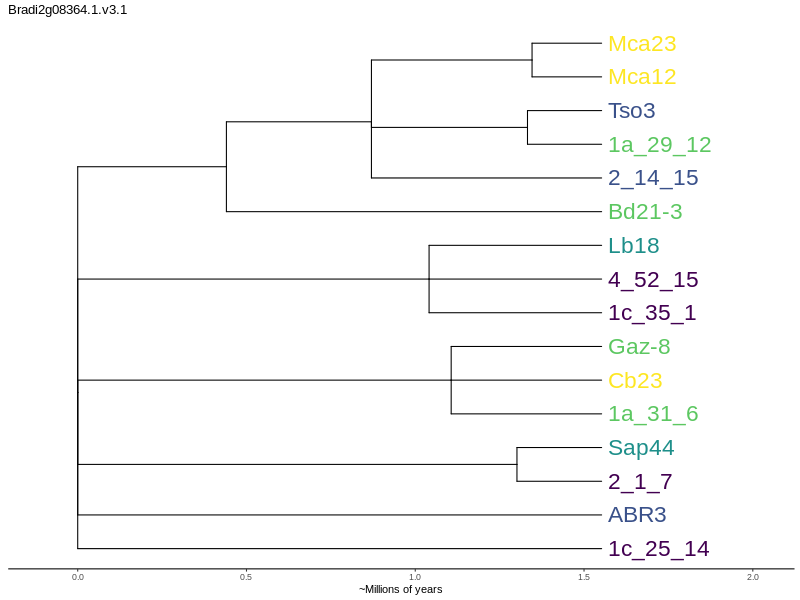 Bradi2g08364.1.v3.1
Mca23
Mca12
Tso3
1a_29_12
2_14_15
Bd21-3
Lb18
4_52_15
1c_35_1
Gaz-8
Cb23
1a_31_6
Sap44
2_1_7
ABR3
1c_25_14
0.0 0.5 1.0 1.5 2.0
~Millions of years